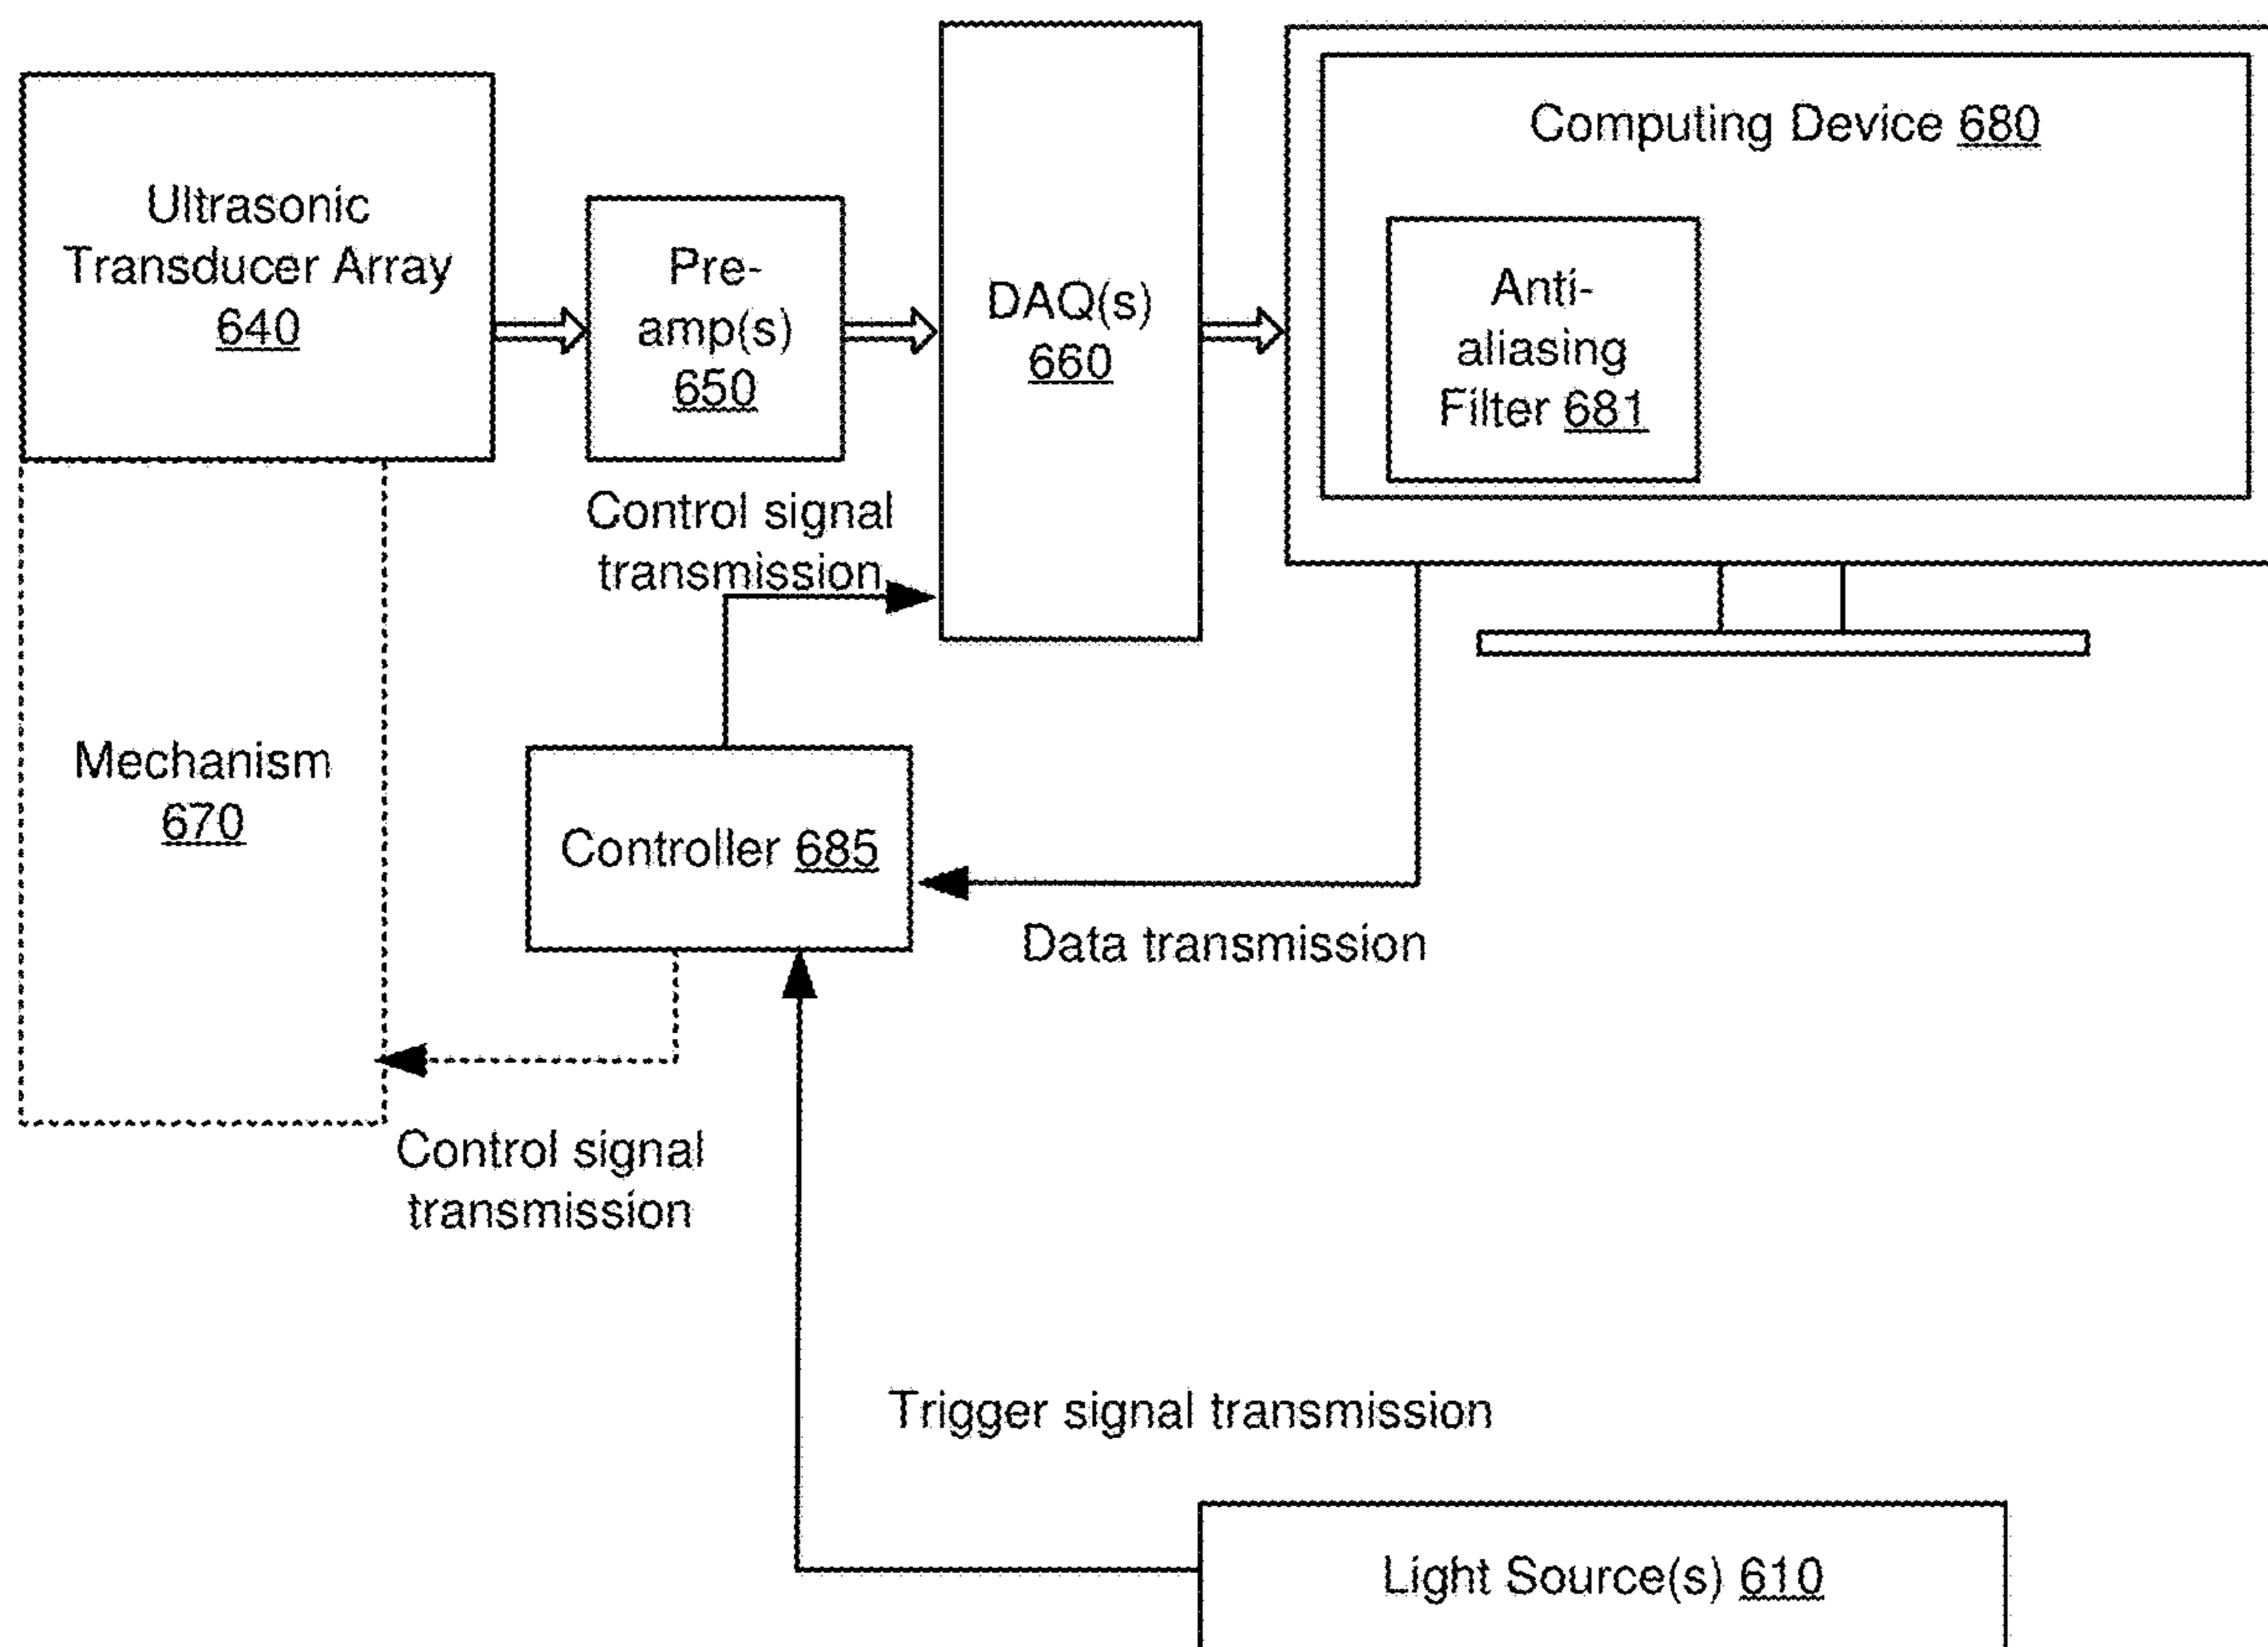 Ultrasonic
Transducer Array
640
Pre-
amp(s)
650
DAQ(s)
660
Computing Device 680
Anti-
aliasing
Filter 681
Control signal
transmission
Mechanism
670
Controller 685
Data transmission
Control signal
transmission
Trigger signal transmission
Light Source(s) 610